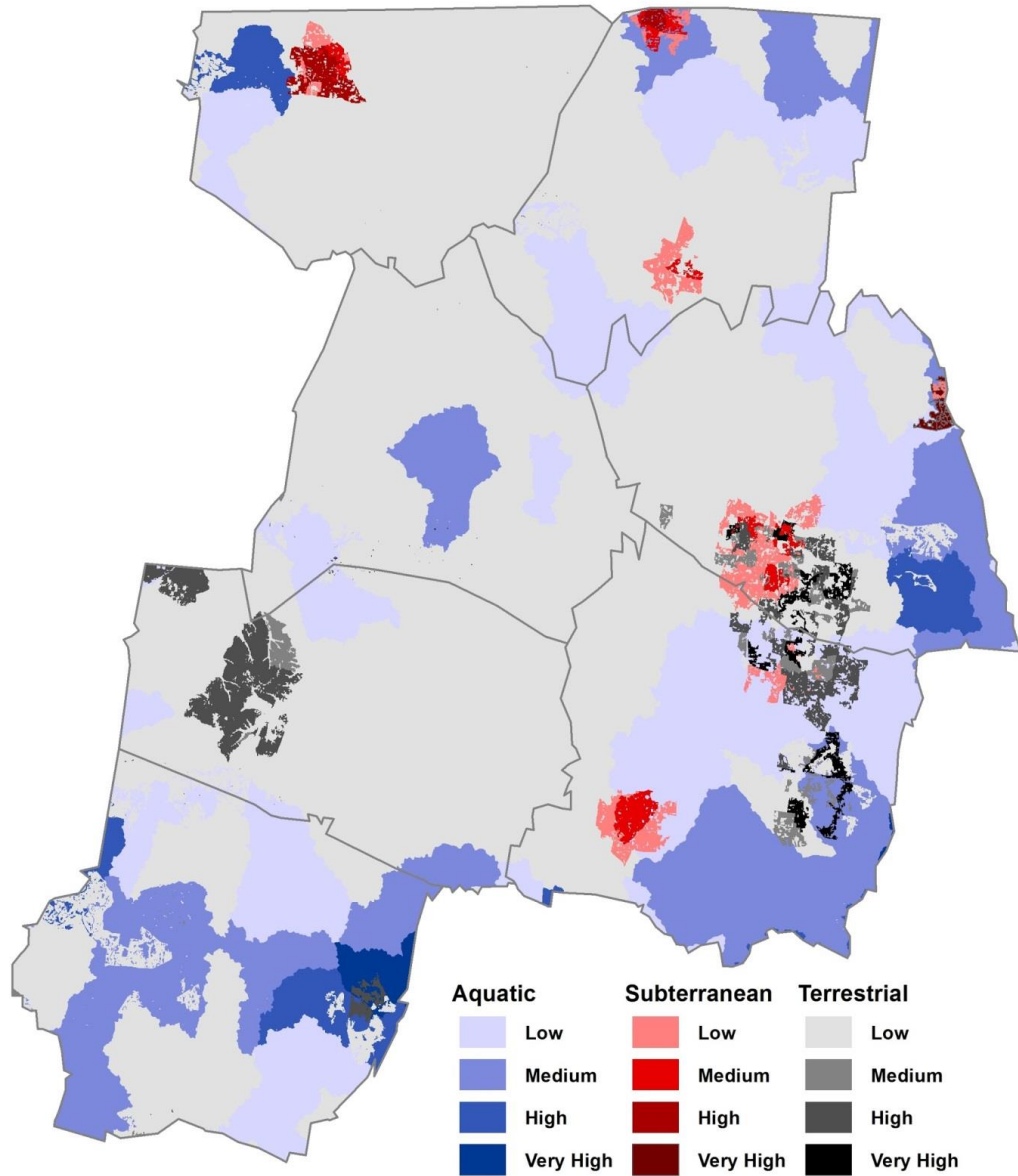 Aquatic Subterranean Terrestrial
Low Low Low
Medium Medium Medium
High High High
Very High Very High Very High